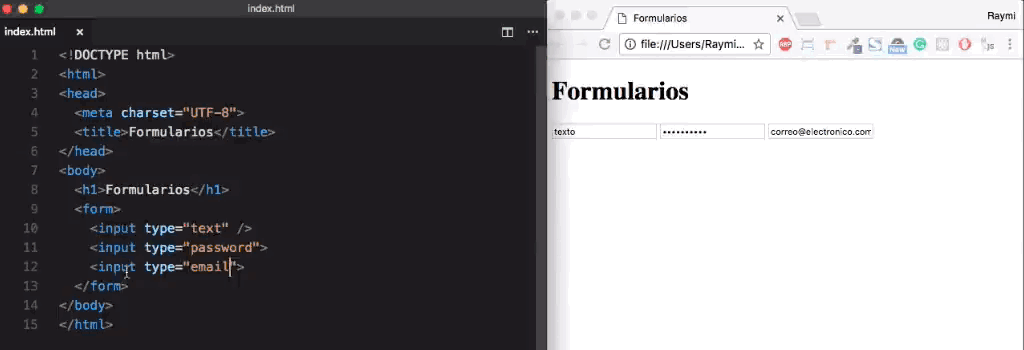 index.html
index.html ×
1 <!DOCTYPE html>
2 <html>
3 <head>
4 <meta charset="UTF-8">
5 <title>Formularios</title>
6 </head>
7 <body>
8 <h1>Formularios</h1>
9 <form>
10 <input type="text" />
11 <input type="password">
12 <input type="email">
13 </form>
14 </body>
15 </html>
Formularios ×
Raymi
file:///Users/Raymi...
ABP
New
JS
Formularios
texto •••••••••• correo@electronico.com